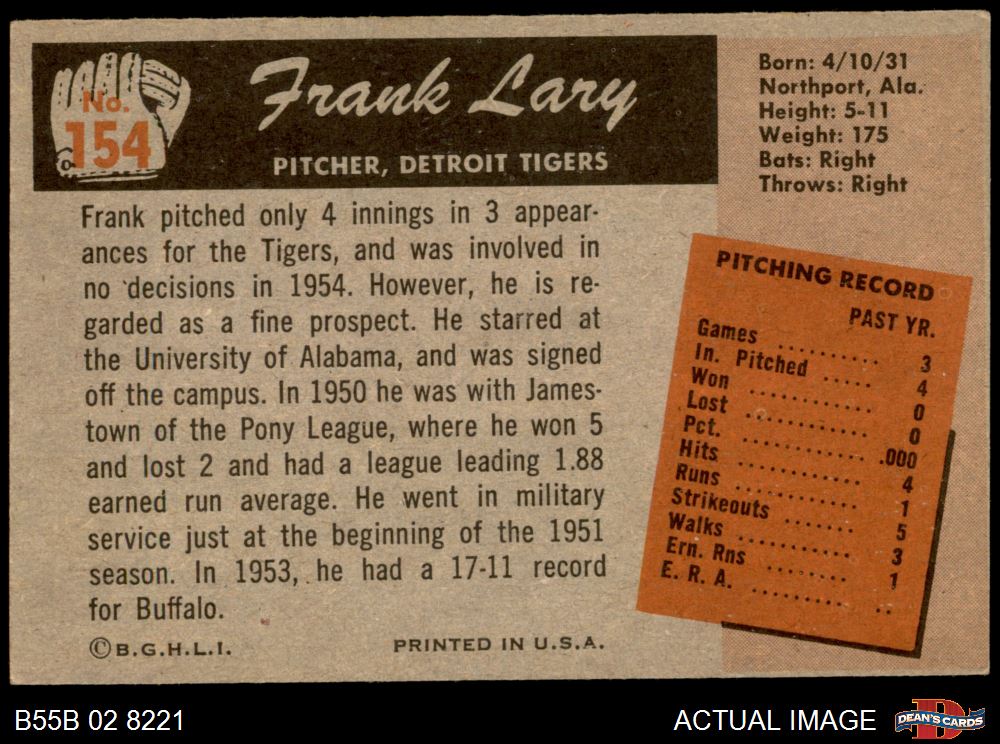 No.
154
Frank Lary
PITCHER, DETROIT TIGERS
Born: 4/10/31
Northport, Ala.
Height: 5-11
Weight: 175
Bats: Right
Throws: Right
Frank pitched only 4 innings in 3 appear-
ances for the Tigers, and was involved in
no decisions in 1954. However, he is re-
garded as a fine prospect. He starred at
the University of Alabama, and was signed
off the campus. In 1950 he was with James-
town of the Pony League, where he won 5
and lost 2 and had a league leading 1.88
earned run average. He went in military
service just at the beginning of the 1951
season. In 1953, he had a 17-11 record
for Buffalo.
©B.G.H.L.I. PRINTED IN U.S.A.
PITCHING RECORD
PAST YR.
Games .......... 3
In. Pitched ..... 4
Won ............ 0
Lost ............ 0
Pct. ............ .000
Hits ............ 4
Runs ........... 1
Strikeouts ....... 5
Walks ........... 3
Ern. Rns ........ 1
E. R. A. .......... ..
B55B 02 8221
ACTUAL IMAGE
D
DEAN'S CARDS